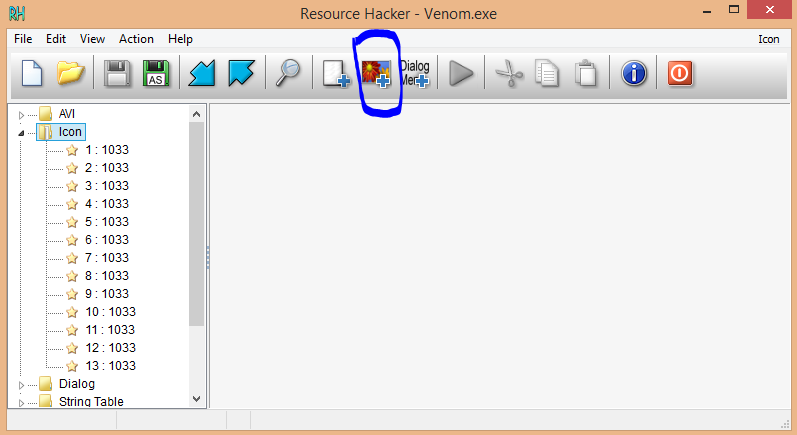 RH Resource Hacker - Venom.exe
File Edit View Action Help Icon
AS Dialog
Men
AVI
Icon
1 : 1033
2 : 1033
3 : 1033
4 : 1033
5 : 1033
6 : 1033
7 : 1033
8 : 1033
9 : 1033
10 : 1033
11 : 1033
12 : 1033
13 : 1033
Dialog
String Table